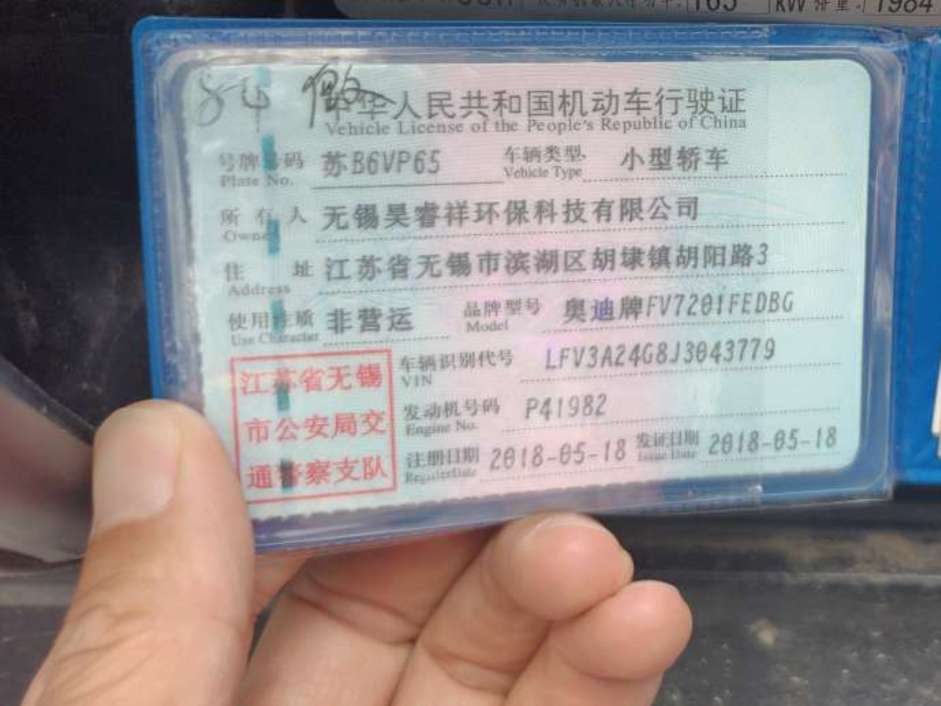 165 kW 排量: 1984
中华人民共和国机动车行驶证
Vehicle License of the People's Republic of China
号牌号码 苏B6VP65 车辆类型 小型轿车
Plate No. Vehicle Type
所有人 无锡昊睿祥环保科技有限公司
Owner
住址 江苏省无锡市滨湖区胡埭镇胡阳路3
Address
使用性质 非营运 品牌型号 奥迪牌FV7201FEDBG
Use Character Model
江苏省无锡
市公安局交
通警察支队
车辆识别代号 LFV3A24G8J3043779
VIN
发动机号码 P41982
Engine No.
注册日期 2018-05-18 发证日期 2018-05-18
Register Date Issue Date